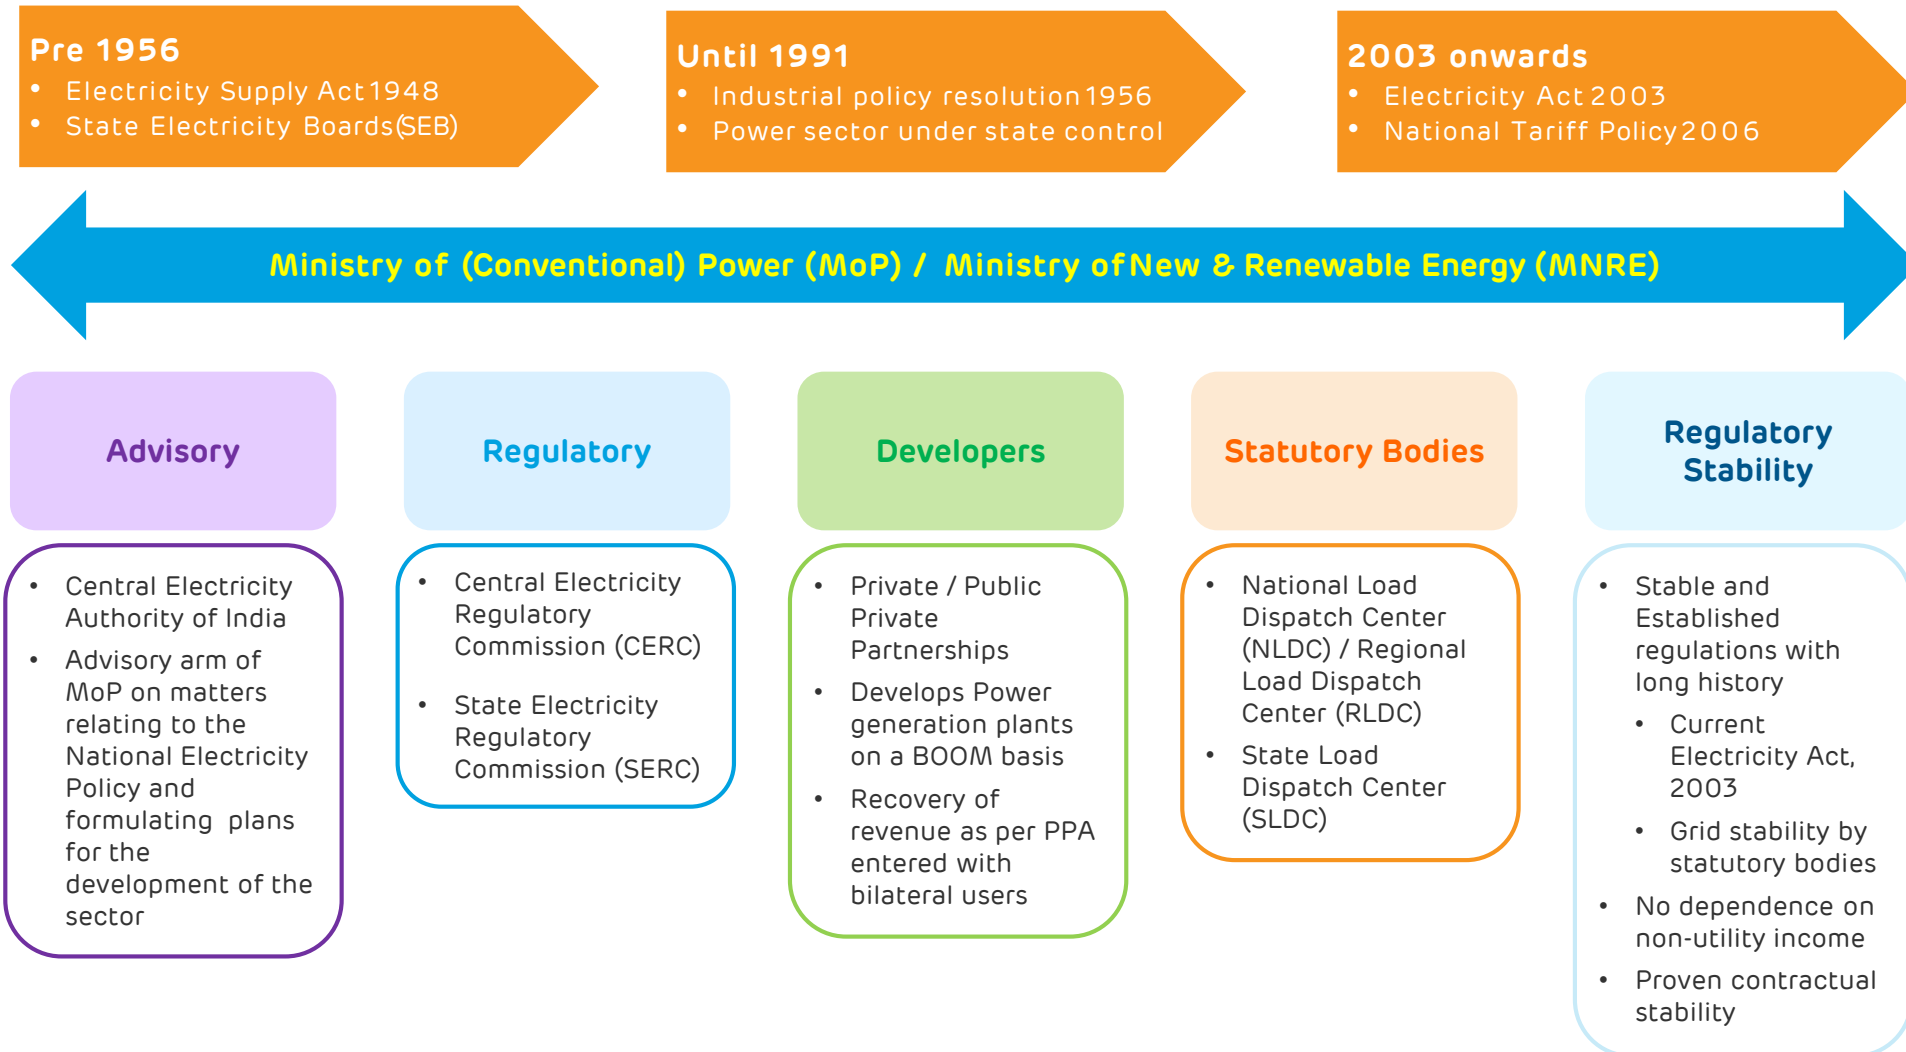 Pre 1956
• Electricity Supply Act 1948
• State Electricity Boards (SEB)
Until 1991
• Industrial policy resolution 1956
• Power sector under state control
2003 onwards
• Electricity Act 2003
• National Tariff Policy 2006
Ministry of (Conventional) Power (MoP) / Ministry of New & Renewable Energy (MNRE)
Advisory
• Central Electricity
Authority of India
• Advisory arm of
MoP on matters
relating to the
National Electricity
Policy and
formulating plans
for the
development of the
sector
Regulatory
• Central Electricity
Regulatory
Commission (CERC)
• State Electricity
Regulatory
Commission (SERC)
Developers
• Private / Public
Private
Partnerships
• Develops Power
generation plants
on a BOOM basis
• Recovery of
revenue as per PPA
entered with
bilateral users
Statutory Bodies
• National Load
Dispatch Center
(NLDC) / Regional
Load Dispatch
Center (RLDC)
• State Load
Dispatch Center
(SLDC)
Regulatory
Stability
• Stable and
Established
regulations with
long history
• Current
Electricity Act,
2003
• Grid stability by
statutory bodies
• No dependence on
non-utility income
• Proven contractual
stability